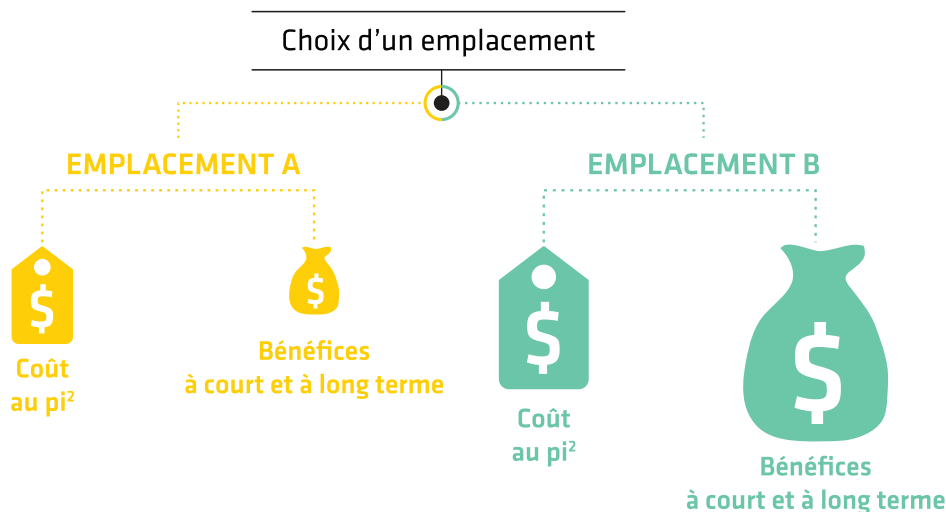 Choix d’un emplacement
EMPLACEMENT A
EMPLACEMENT B
$
Coût
au pi²
$
Bénéfices
à court et à long terme
$
Coût
au pi²
$
Bénéfices
à court et à long terme